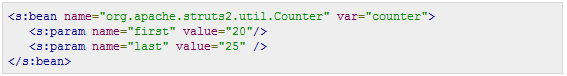 <s:bean name="org.apache.struts2.util.Counter" var="counter">
   <s:param name="first" value="20"/>
   <s:param name="last" value="25" />
</s:bean>